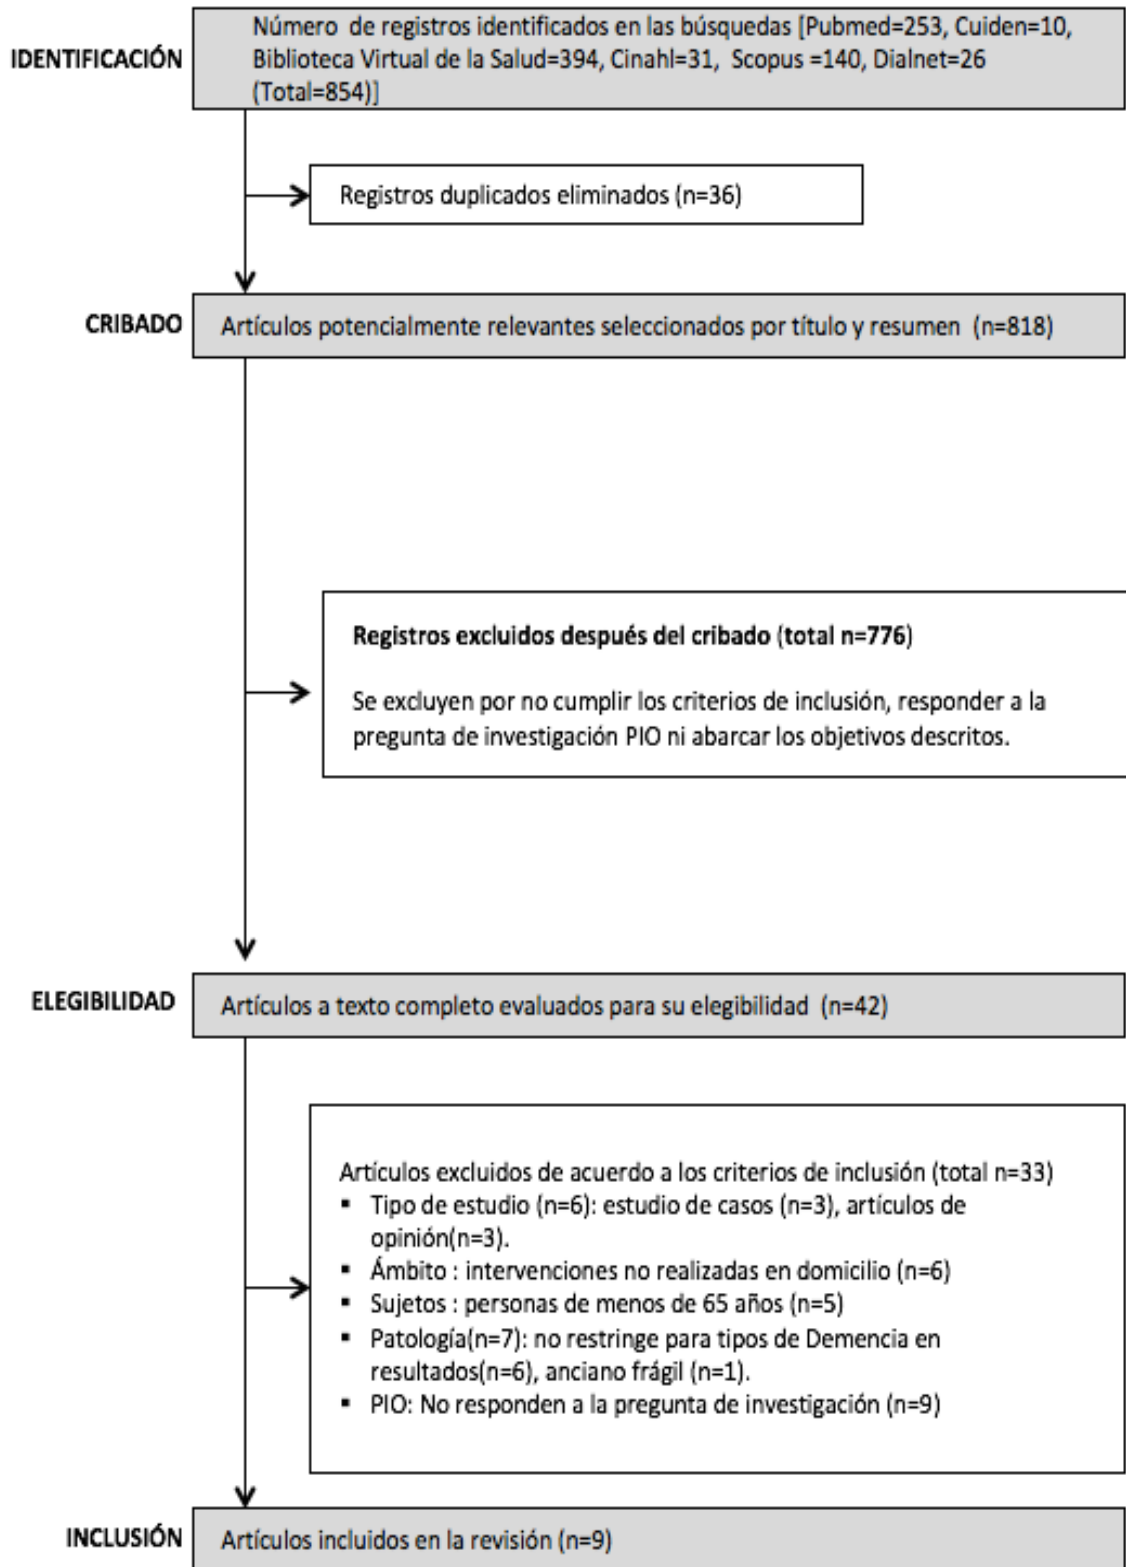 IDENTIFICACIÓN
Número de registros identificados en las búsquedas [Pubmed=253, Cuiden=10,
Biblioteca Virtual de la Salud=394, Cinahl=31, Scopus =140, Dialnet=26
(Total=854)]
Registros duplicados eliminados (n=36)
CRIBADO
Artículos potencialmente relevantes seleccionados por título y resumen (n=818)
Registros excluidos después del cribado (total n=776)
Se excluyen por no cumplir los criterios de inclusión, responder a la
pregunta de investigación PIO ni abarcar los objetivos descritos.
ELEGIBILIDAD
Artículos a texto completo evaluados para su elegibilidad (n=42)
Artículos excluidos de acuerdo a los criterios de inclusión (total n=33)
▪ Tipo de estudio (n=6): estudio de casos (n=3), artículos de
opinión(n=3).
▪ Ámbito : intervenciones no realizadas en domicilio (n=6)
▪ Sujetos : personas de menos de 65 años (n=5)
▪ Patología(n=7): no restringe para tipos de Demencia en
resultados(n=6), anciano frágil (n=1).
▪ PIO: No responden a la pregunta de investigación (n=9)
INCLUSIÓN
Artículos incluidos en la revisión (n=9)